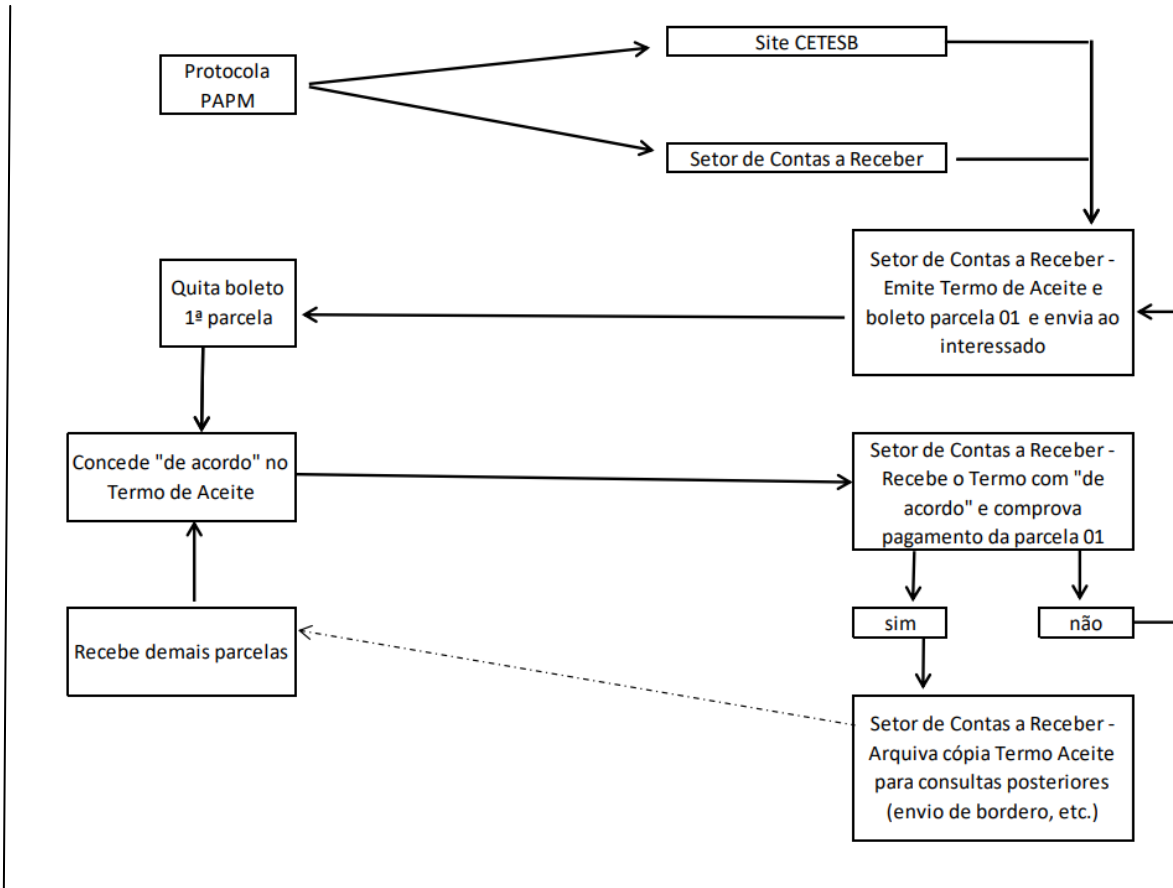 Site CETESB
Protocola
PAPM
Setor de Contas a Receber
Setor de Contas a Receber -
Emite Termo de Aceite e
boleto parcela 01 e envia ao
interessado
Quita boleto
1ª parcela
Concede "de acordo" no
Termo de Aceite
Setor de Contas a Receber -
Recebe o Termo com "de
acordo" e comprova
pagamento da parcela 01
sim
não
Recebe demais parcelas
Setor de Contas a Receber -
Arquiva cópia Termo Aceite
para consultas posteriores
(envio de bordero, etc.)